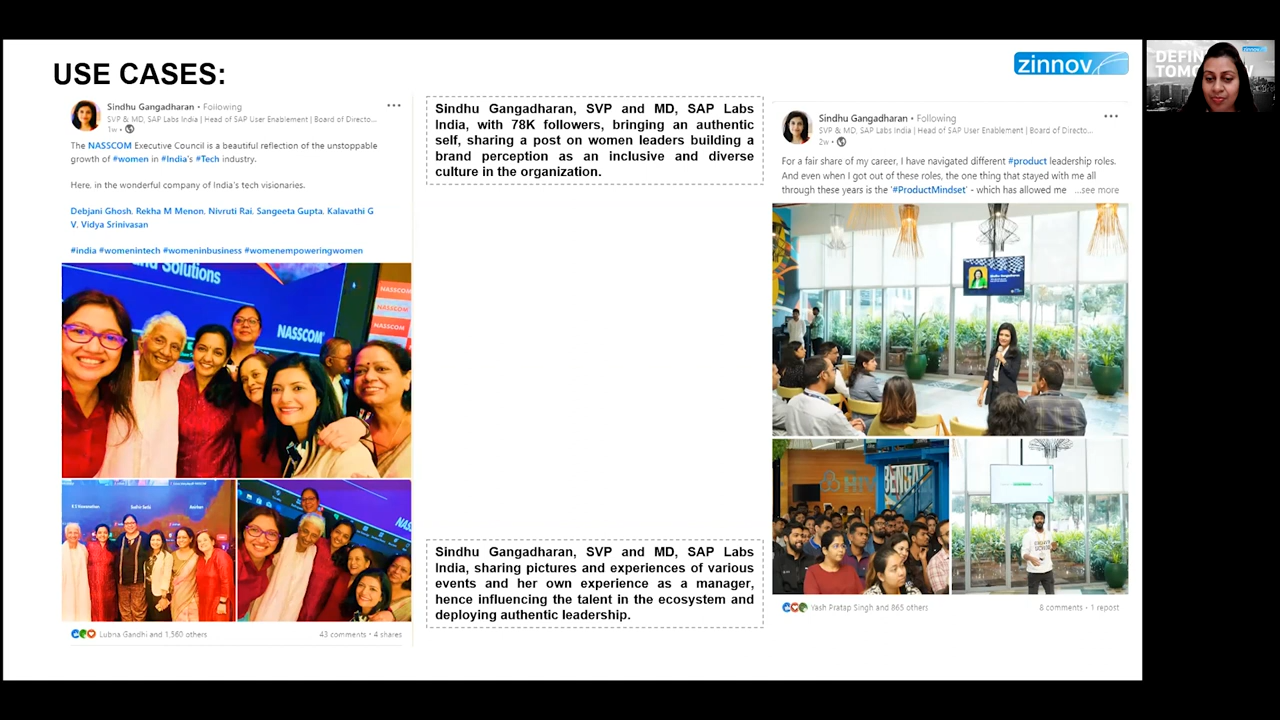 USE CASES:
zinnov
DEFIN
TOMO
W
Sindhu Gangadharan • Following
SVP & MD, SAP Labs India | Head of SAP User Enablement | Board of Directo...
1w •
The NASSCOM Executive Council is a beautiful reflection of the unstoppable
growth of #women in #India's #Tech industry.
Here, in the wonderful company of India's tech visionaries.
Debjani Ghosh, Rekha M Menon, Nivruti Rai, Sangeeta Gupta, Kalavathi G
V, Vidya Srinivasan
#india #womenintech #womeninbusiness #womenempoweringwomen
Solutions
NASSCOM
NASSCOM
NASSCOM
NASSCOM
Lubna Gandhi and 1,560 others
43 comments • 4 shares
Sindhu Gangadharan, SVP and MD, SAP Labs
India, with 78K followers, bringing an authentic
self, sharing a post on women leaders building a
brand perception as an inclusive and diverse
culture in the organization.
Sindhu Gangadharan, SVP and MD, SAP Labs
India, sharing pictures and experiences of various
events and her own experience as a manager,
hence influencing the talent in the ecosystem and
deploying authentic leadership.
Sindhu Gangadharan • Following
SVP & MD, SAP Labs India | Head of SAP User Enablement | Board of Directo...
2w •
For a fair share of my career, I have navigated different #product leadership roles.
And even when I got out of these roles, the one thing that stayed with me all
through these years is the '#ProductMindset' - which has allowed me ...see more
Yash Pratap Singh and 865 others
8 comments • 1 repost